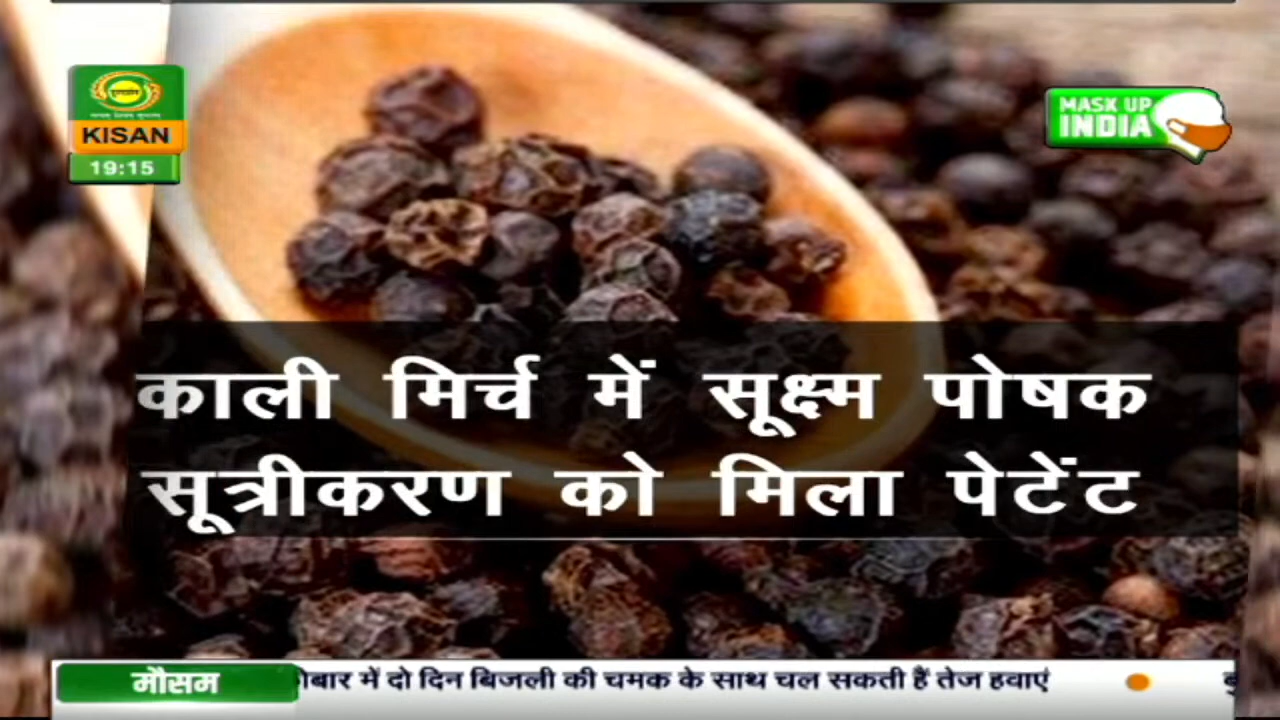 KISAN
19:15
MASK UP
INDIA
काली मिर्च में सूक्ष्म पोषक
सूत्रीकरण को मिला पेटेंट
मौसम
में दो दिन बिजली की चमक के साथ चल सकती हैं तेज हवाएं